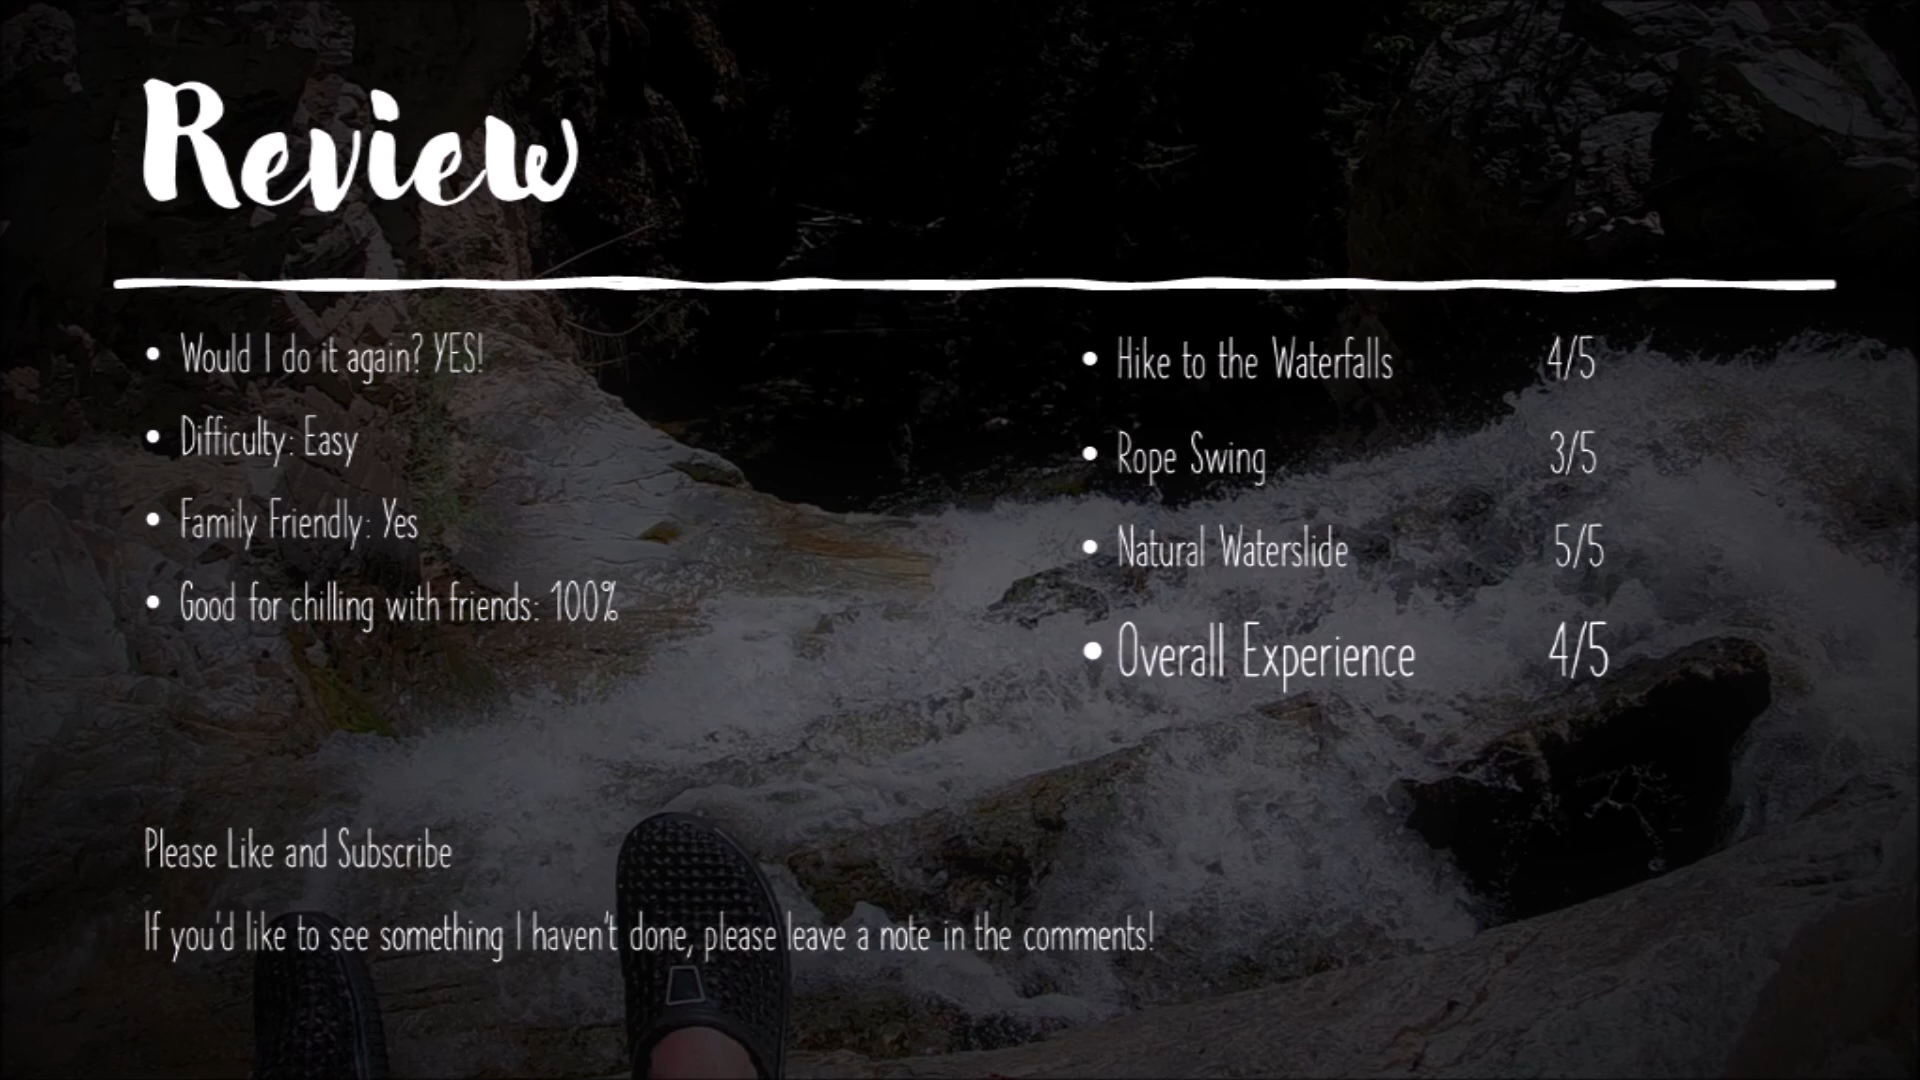 Review
• Would I do it again? YES!
• Difficulty: Easy
• Family Friendly: Yes
• Good for chilling with friends: 100%
• Hike to the Waterfalls 4/5
• Rope Swing 3/5
• Natural Waterslide 5/5
• Overall Experience 4/5
Please Like and Subscribe
If you'd like to see something I haven't done, please leave a note in the comments!